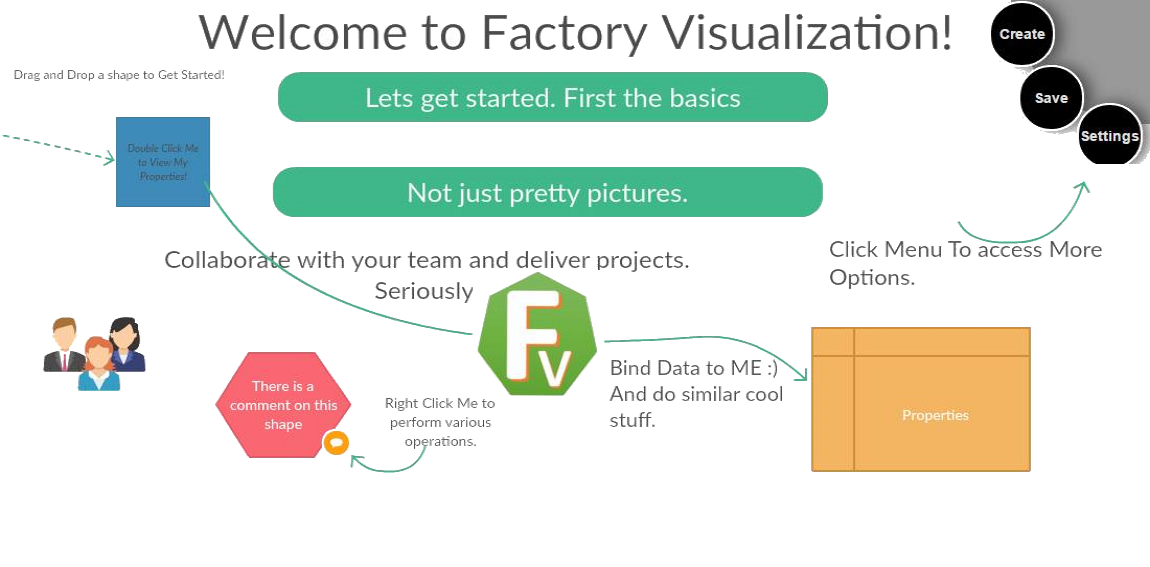 Welcome to Factory Visualization!
Create
Drag and Drop a shape to Get Started!
Lets get started. First the basics
Save
Settings
Double Click Me
to View My
Properties!
Not just pretty pictures.
Collaborate with your team and deliver projects.
Seriously
Click Menu To access More
Options.
F
v
Bind Data to ME :)
And do similar cool
stuff.
There is a
comment on this
shape
Right Click Me to
perform various
operations.
Properties